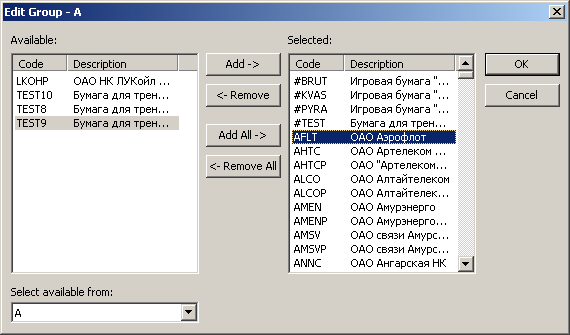 Edit Group - A
Available:
Code Description
LKOHP ОАО НК ЛУКойл ...
TEST10 Бумага для трен...
TEST8 Бумага для трен...
TEST9 Бумага для трен...
Add ->
<- Remove
Add All ->
<- Remove All
Selected:
Code Description
#BRUT Игровая бумага "...
#KVAS Игровая бумага "...
#PYRA Игровая бумага "...
#TEST Бумага для трен...
AFLT ОАО Аэрофлот
AHTC ОАО Артелеком ...
AHTCP ОАО "Артелеком...
ALCO ОАО Алтайтелеком
ALCOP ОАО Алтайтелек...
AMEN ОАО Амурэнерго
AMENP ОАО Амурэнерго...
AMSV ОАО связи Амурс...
AMSVP ОАО связи Амурс...
ANNC ОАО Ангарская НК
OK
Cancel
Select available from:
A